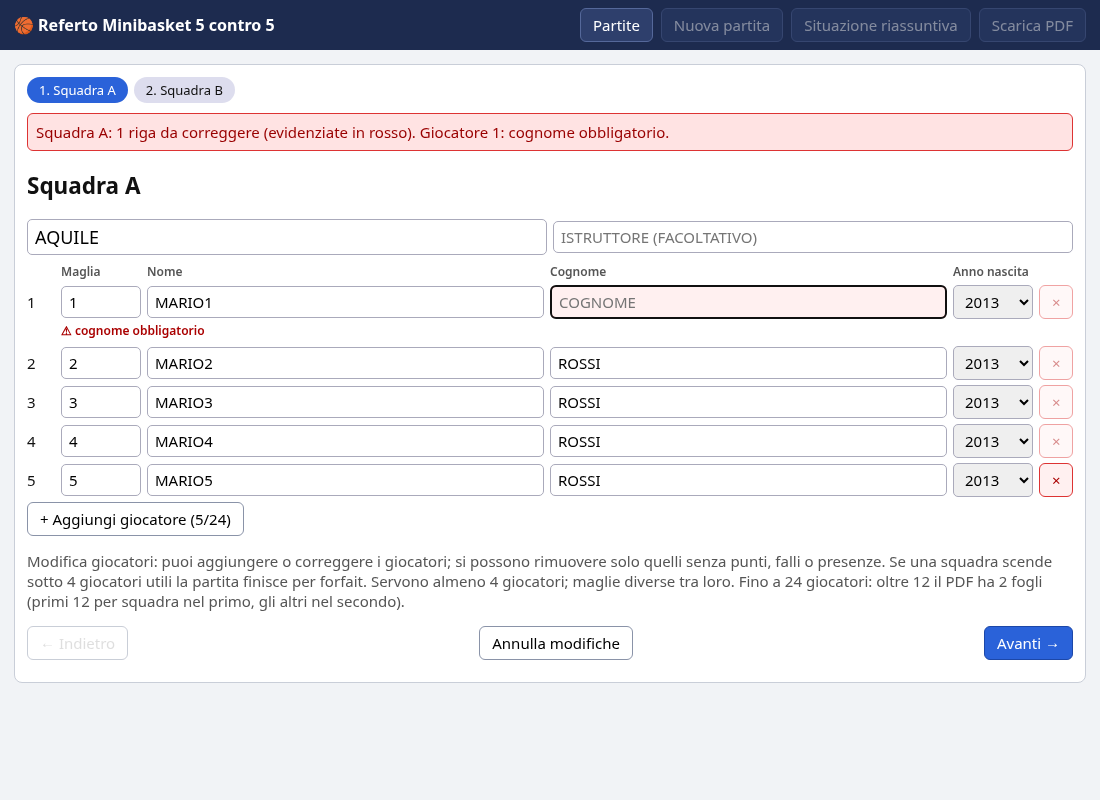 🏀 Referto Minibasket 5 contro 5
Partite
Nuova partita
Situazione riassuntiva
Scarica PDF
1. Squadra A
2. Squadra B
Squadra A: 1 riga da correggere (evidenziate in rosso). Giocatore 1: cognome obbligatorio.
Squadra A
AQUILE
ISTRUTTORE (FACOLTATIVO)
Maglia Nome Cognome Anno nascita
1 1 MARIO1 COGNOME 2013 ×
⚠ cognome obbligatorio
2 2 MARIO2 ROSSI 2013 ×
3 3 MARIO3 ROSSI 2013 ×
4 4 MARIO4 ROSSI 2013 ×
5 5 MARIO5 ROSSI 2013 ×
+ Aggiungi giocatore (5/24)
Modifica giocatori: puoi aggiungere o correggere i giocatori; si possono rimuovere solo quelli senza punti, falli o presenze. Se una squadra scende
sotto 4 giocatori utili la partita finisce per forfait. Servono almeno 4 giocatori; maglie diverse tra loro. Fino a 24 giocatori: oltre 12 il PDF ha 2 fogli
(primi 12 per squadra nel primo, gli altri nel secondo).
← Indietro
Annulla modifiche
Avanti →